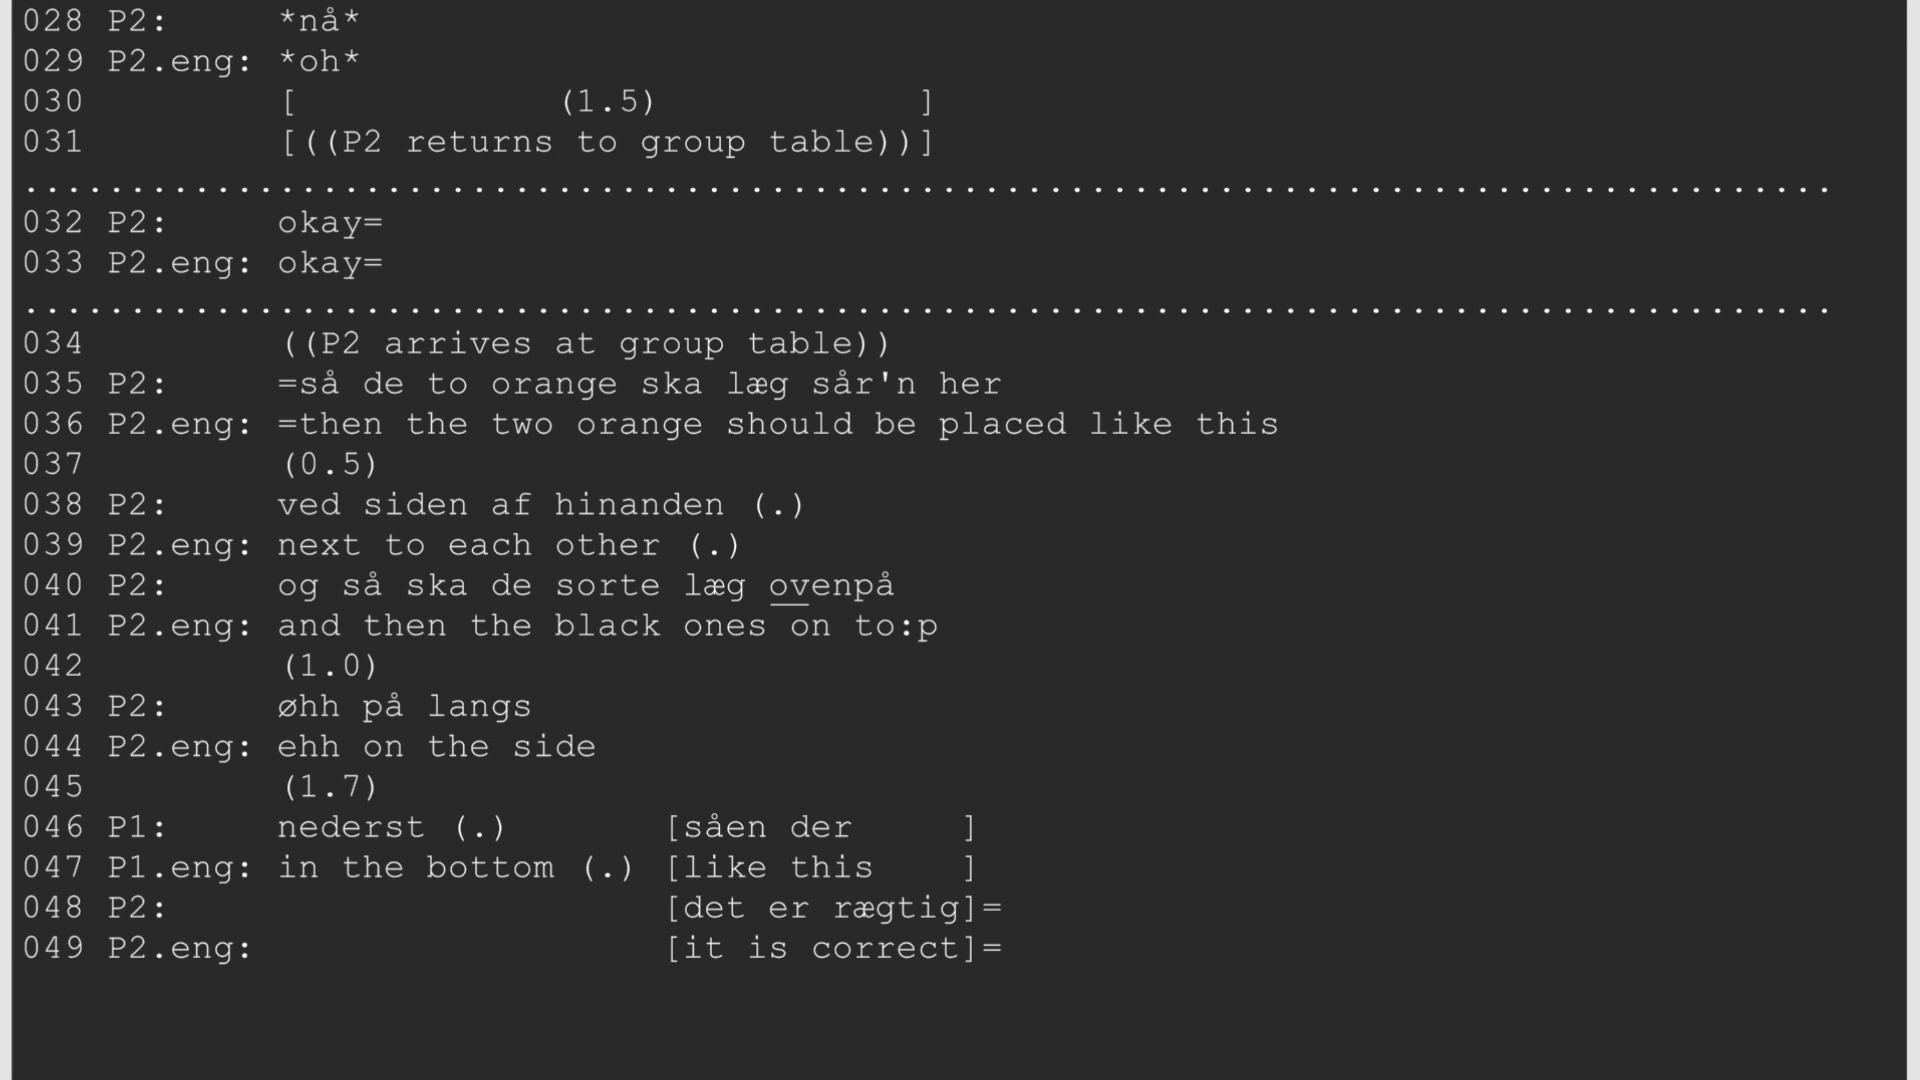 028 P2:     *nå*
029 P2.eng: *oh*
030         [            (1.5)            ]
031         [((P2 returns to group table))]
.....................................................................................
032 P2:     okay=
033 P2.eng: okay=
.....................................................................................
034         ((P2 arrives at group table))
035 P2:     =så de to orange ska læg sår'n her
036 P2.eng: =then the two orange should be placed like this
037         (0.5)
038 P2:     ved siden af hinanden (.)
039 P2.eng: next to each other (.)
040 P2:     og så ska de sorte læg ovenpå
041 P2.eng: and then the black ones on to:p
042         (1.0)
043 P2:     øhh på langs
044 P2.eng: ehh on the side
045         (1.7)
046 P1:     nederst (.)       [såen der     ]
047 P1.eng: in the bottom (.) [like this    ]
048 P2:                       [det er rægtig]=
049 P2.eng:                   [it is correct]=